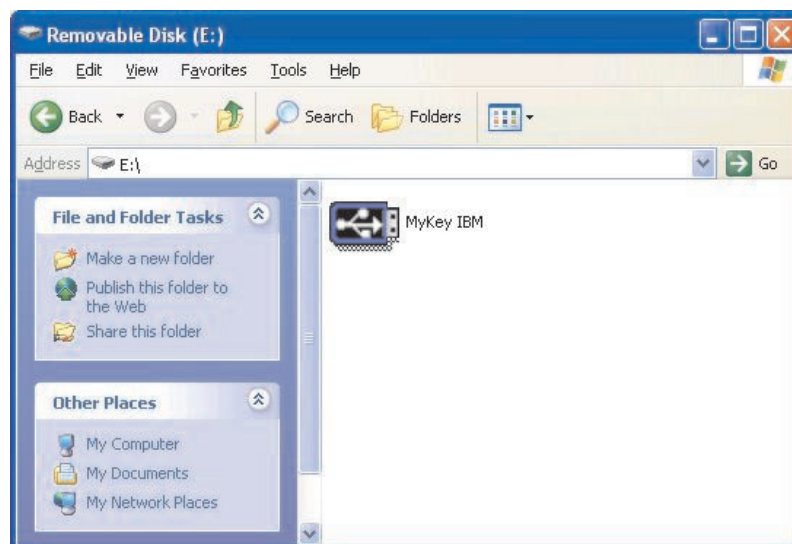 Removable Disk (E:)
File Edit View Favorites Tools Help
Back Search Folders
Address E:\ Go
File and Folder Tasks
Make a new folder
Publish this folder to
the Web
Share this folder
Other Places
My Computer
My Documents
My Network Places
MyKey IBM